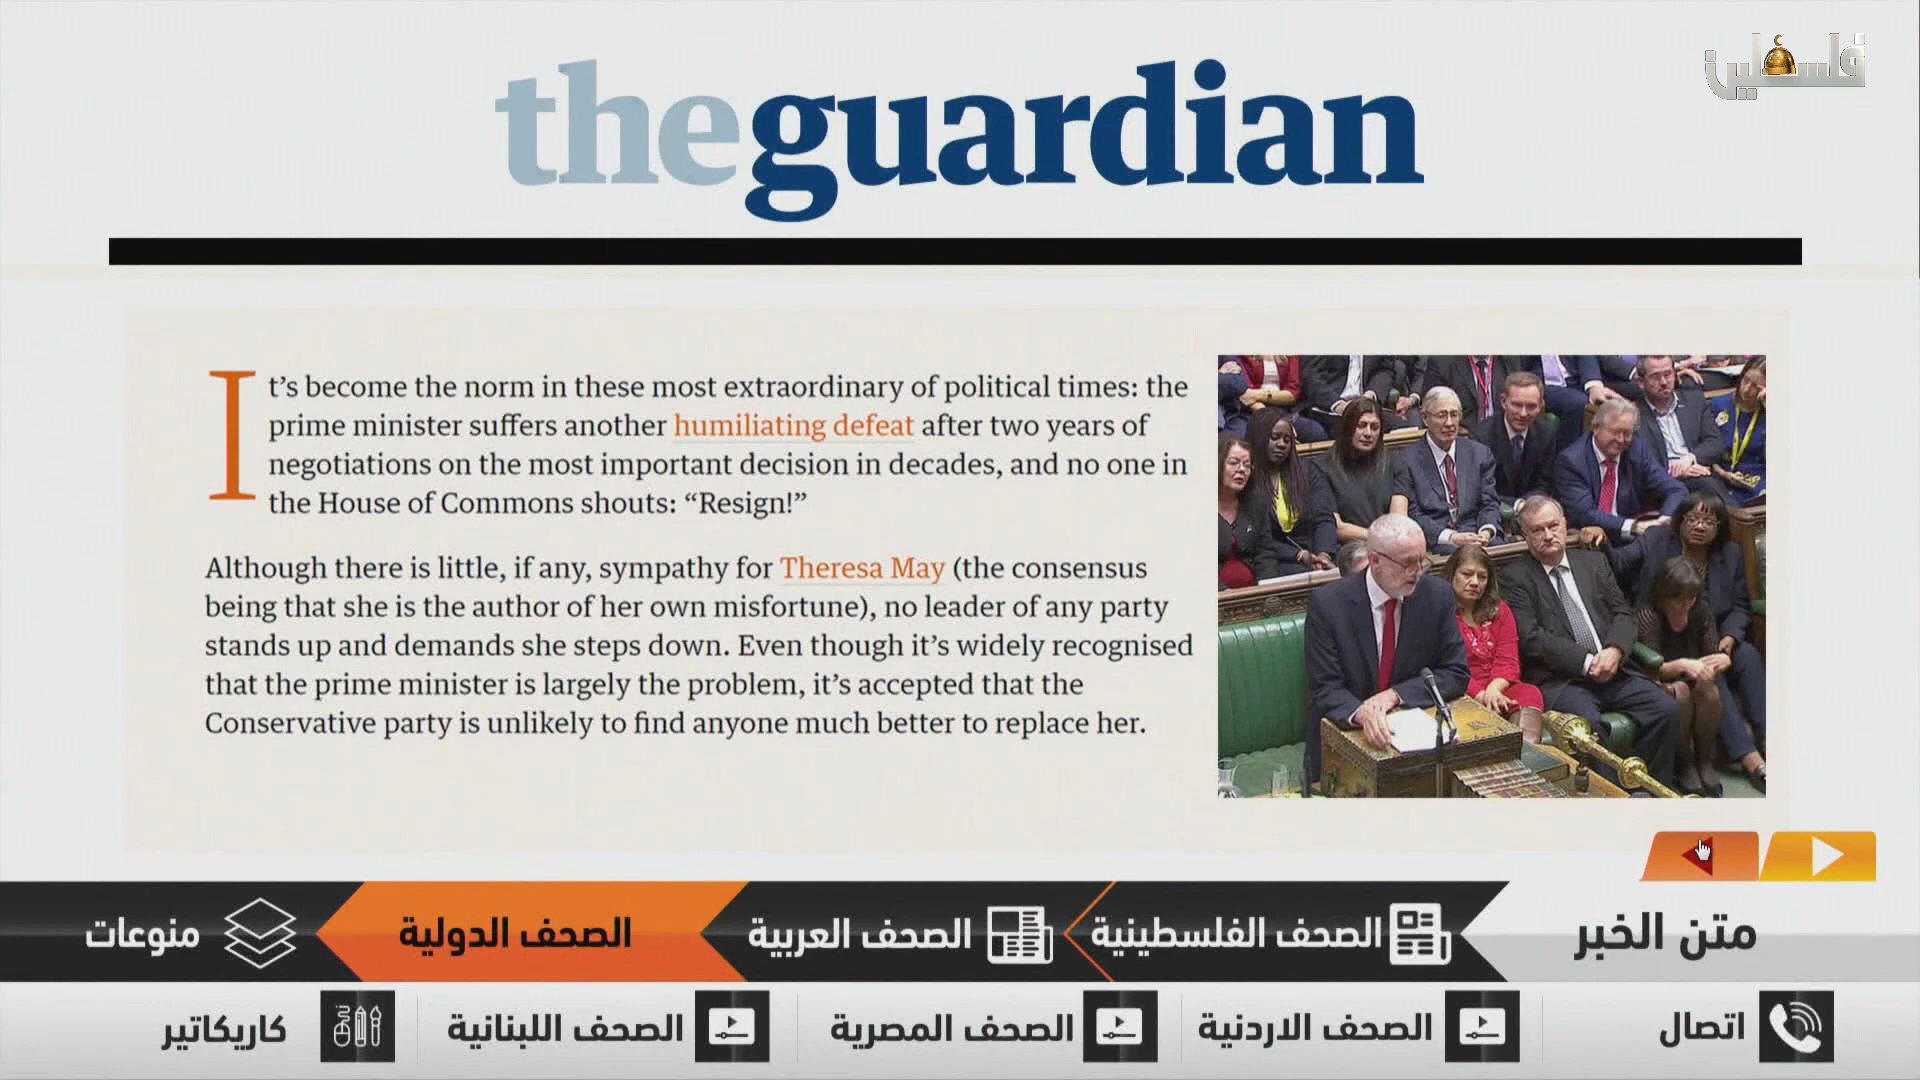 theguardian
فلسطين
It's become the norm in these most extraordinary of political times: the
prime minister suffers another humiliating defeat after two years of
negotiations on the most important decision in decades, and no one in
the House of Commons shouts: “Resign!”
Although there is little, if any, sympathy for Theresa May (the consensus
being that she is the author of her own misfortune), no leader of any party
stands up and demands she steps down. Even though it's widely recognised
that the prime minister is largely the problem, it's accepted that the
Conservative party is unlikely to find anyone much better to replace her.
متن الخبر
الصحف الفلسطينية
الصحف العربية
الصحف الدولية
منوعات
اتصال
الصحف الاردنية
الصحف المصرية
الصحف اللبنانية
كاريكاتير